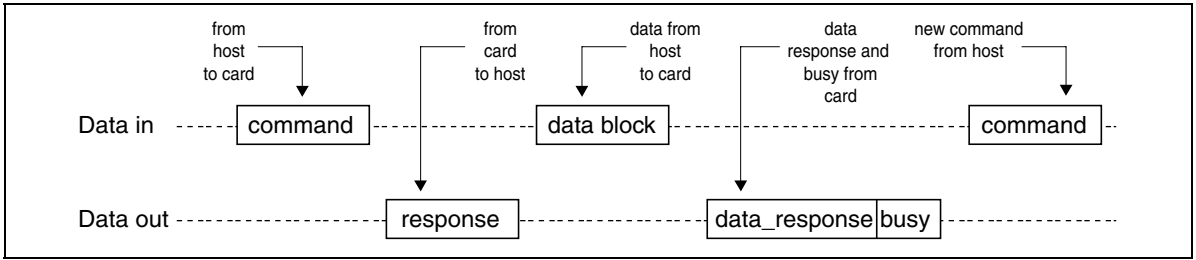 from
host
to card
from
card
to host
data from
host
to card
data
response and
busy from
card
new command
from host
Data in
command
data block
command
Data out
response
data_response
busy